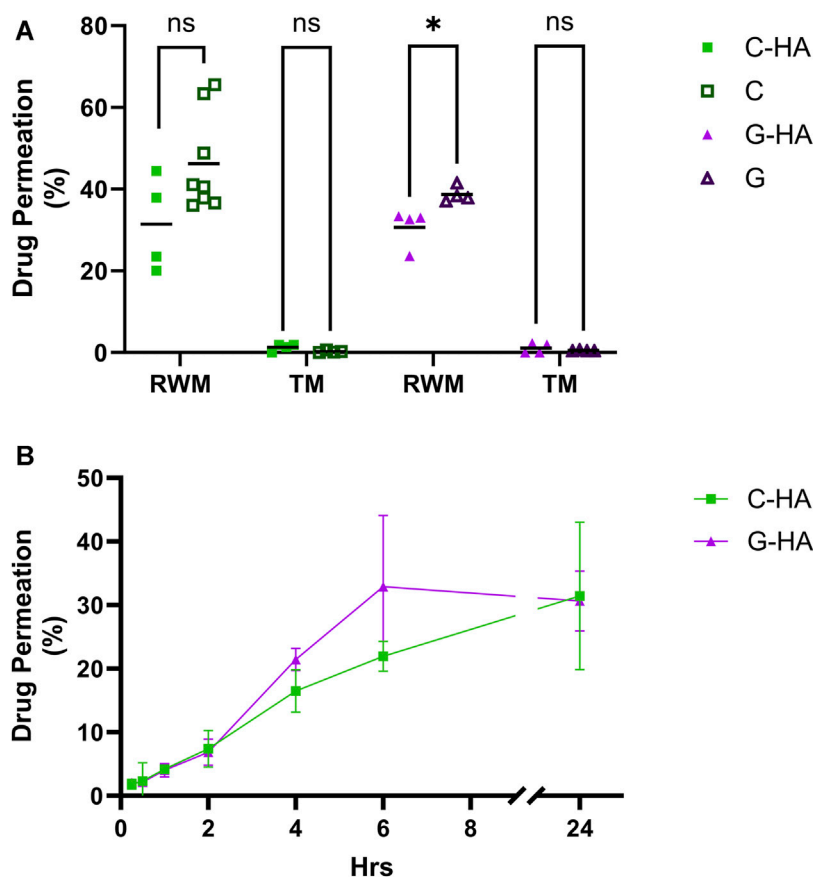 A
80
60
40
20
0
Drug Permeation
(%)
ns
ns
*
ns
RWM
TM
RWM
TM
C-HA
C
G-HA
G
B
50
40
30
20
10
0
Drug Permeation
(%)
0
2
4
6
8
24
Hrs
C-HA
G-HA